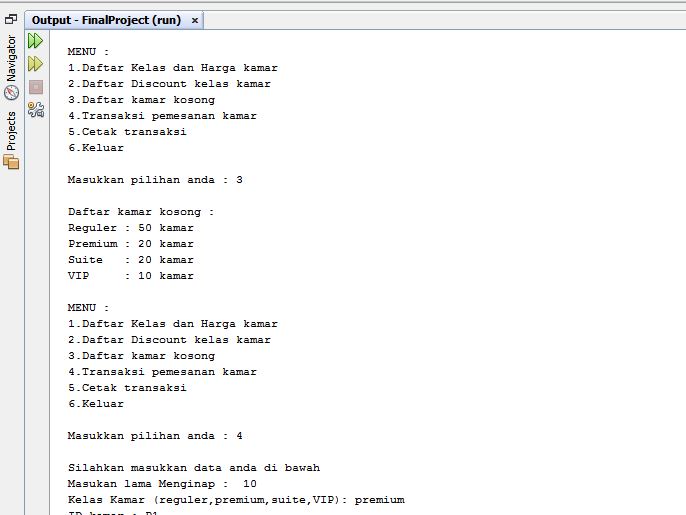 Output - FinalProject (run)
Navigator
Projects
MENU :
1.Daftar Kelas dan Harga kamar
2.Daftar Discount kelas kamar
3.Daftar kamar kosong
4.Transaksi pemesanan kamar
5.Cetak transaksi
6.Keluar
Masukkan pilihan anda : 3
Daftar kamar kosong :
Reguler : 50 kamar
Premium : 20 kamar
Suite   : 20 kamar
VIP     : 10 kamar
MENU :
1.Daftar Kelas dan Harga kamar
2.Daftar Discount kelas kamar
3.Daftar kamar kosong
4.Transaksi pemesanan kamar
5.Cetak transaksi
6.Keluar
Masukkan pilihan anda : 4
Silahkan masukkan data anda di bawah
Masukan lama Menginap :  10
Kelas Kamar (reguler,premium,suite,VIP): premium
ID kamar :